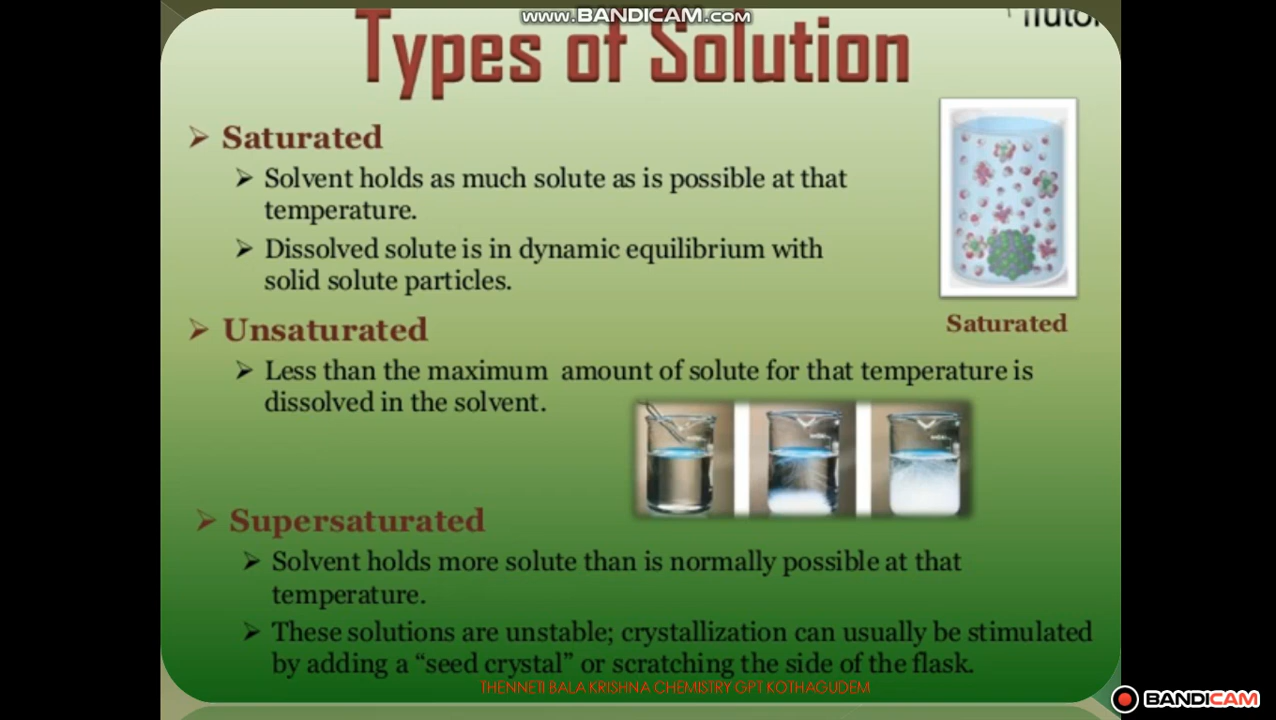 www.BANDICAM.com
Types of Solution
Saturated
Solvent holds as much solute as is possible at that
temperature.
Dissolved solute is in dynamic equilibrium with
solid solute particles.
Saturated
Unsaturated
Less than the maximum amount of solute for that temperature is
dissolved in the solvent.
Supersaturated
Solvent holds more solute than is normally possible at that
temperature.
These solutions are unstable; crystallization can usually be stimulated
by adding a “seed crystal” or scratching the side of the flask.
THENNETI BALA KRISHNA CHEMISTRY GPT KOTHAGUDEM
BANDICAM